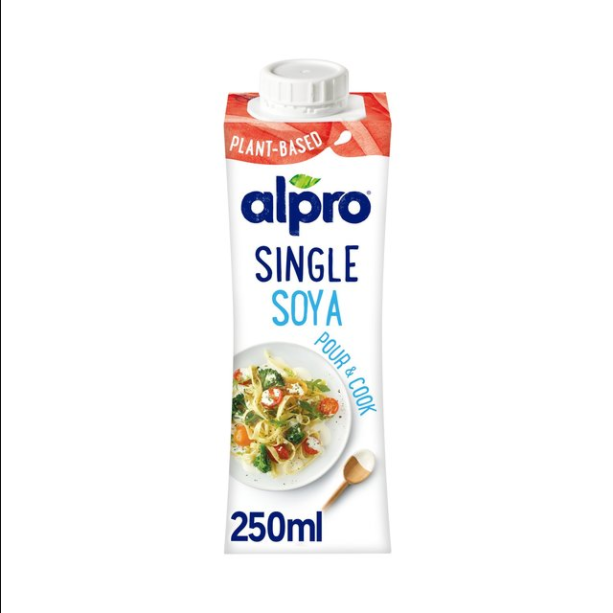 PLANT-BASED
alpro®
SINGLE
SOYA
POUR & COOK
250ml